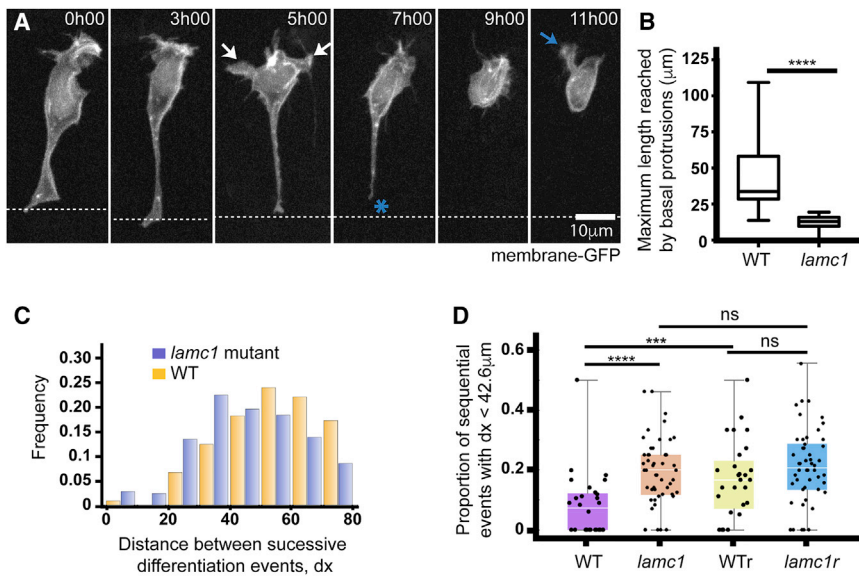 A
0h00
3h00
5h00
7h00
9h00
11h00
*
10μm
membrane-GFP
B
Maximum length reached
by basal protrusions (μm)
125
50
25
0
****
WT
lamc1
C
lamc1 mutant
WT
Frequency
0.30
0.25
0.20
0.15
0.1
0.05
0
0
20
40
60
80
Distance between sucessive
differentiation events, dx
D
Proportion of sequential
events with dx < 42.6μm
0.6
0.4
0.2
0
ns
***
ns
****
WT
lamc1
WTr
lamc1r